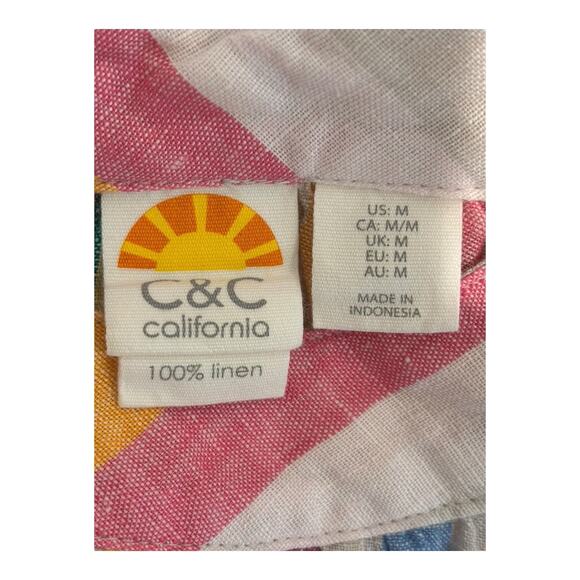 C&C
california
100% linen
US: M
CA: M/M
UK: M
EU: M
AU: M
MADE IN
INDONESIA